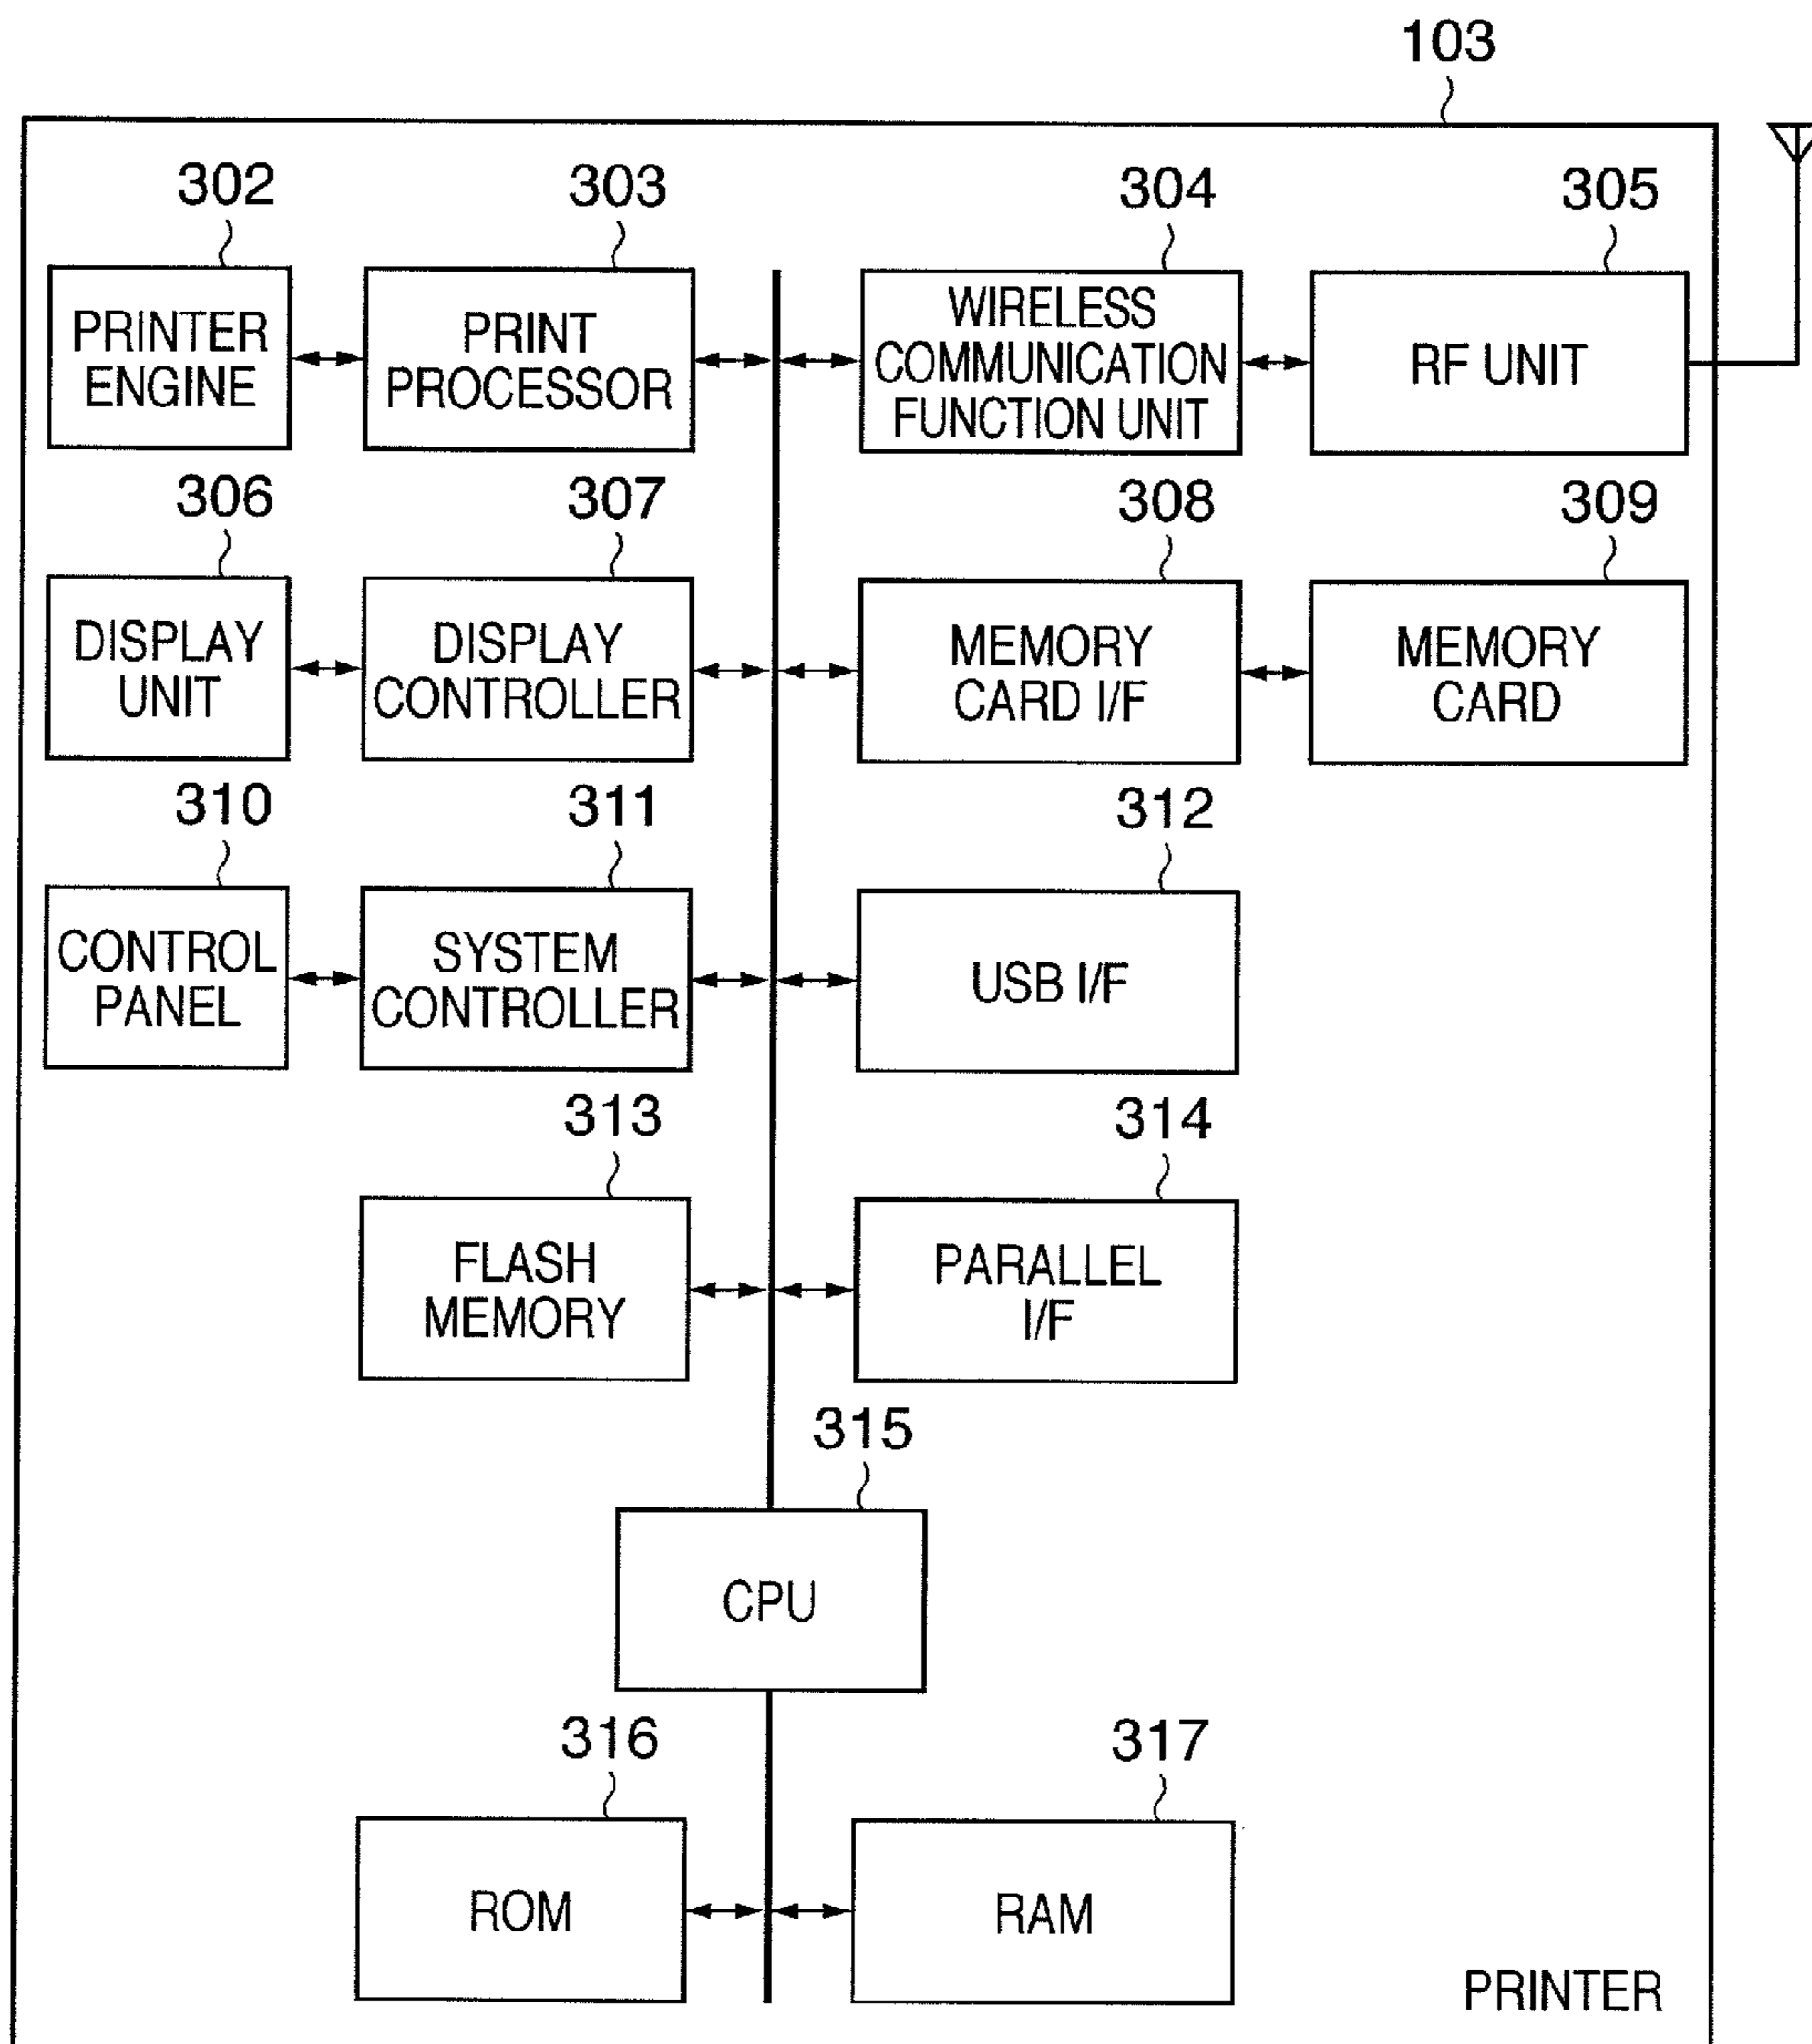 103
302
303
304
305
PRINTER
ENGINE
PRINT
PROCESSOR
WIRELESS
COMMUNICATION
FUNCTION UNIT
RF UNIT
306
307
308
309
DISPLAY
UNIT
DISPLAY
CONTROLLER
MEMORY
CARD I/F
MEMORY
CARD
310
311
312
CONTROL
PANEL
SYSTEM
CONTROLLER
USB I/F
313
314
FLASH
MEMORY
PARALLEL
I/F
315
CPU
316
317
ROM
RAM
PRINTER